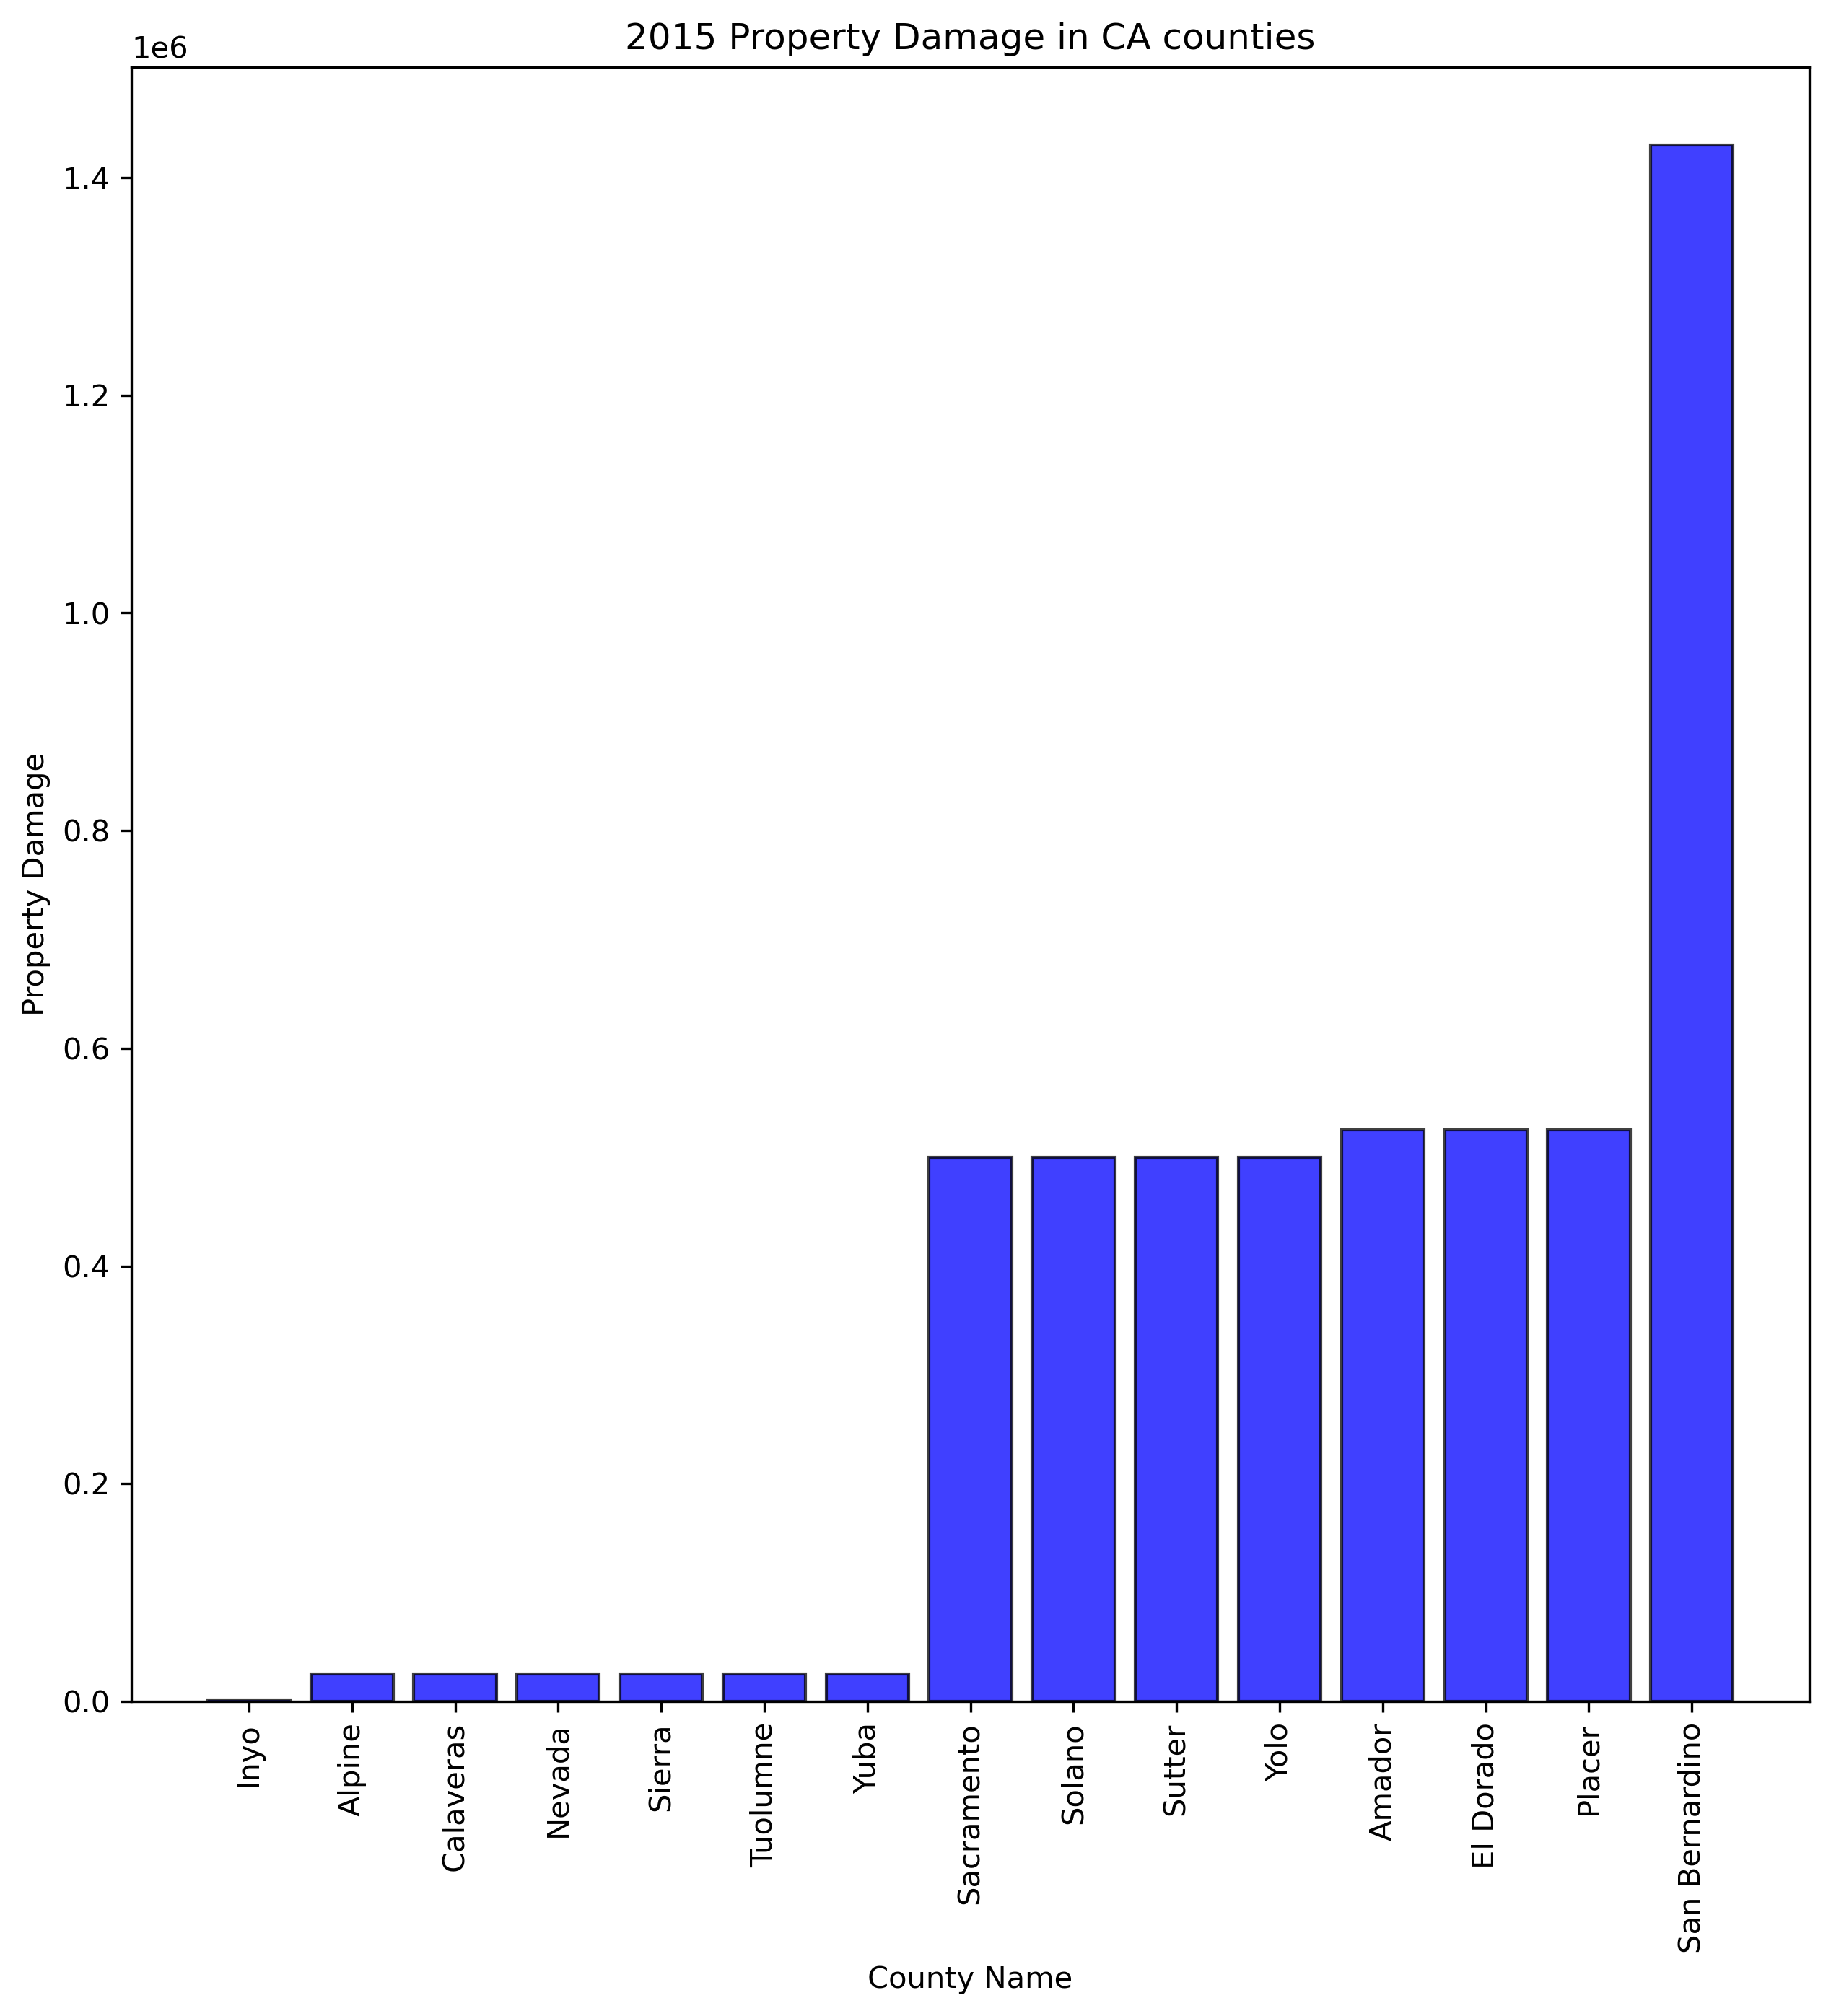 2015 Property Damage in CA counties
1e6
1.4
1.2
1.0
0.8
0.6
0.4
0.2
0.0
Property Damage
Inyo
Alpine
Calaveras
Nevada
Sierra
Tuolumne
Yuba
Sacramento
Solano
Sutter
Yolo
Amador
El Dorado
Placer
San Bernardino
County Name